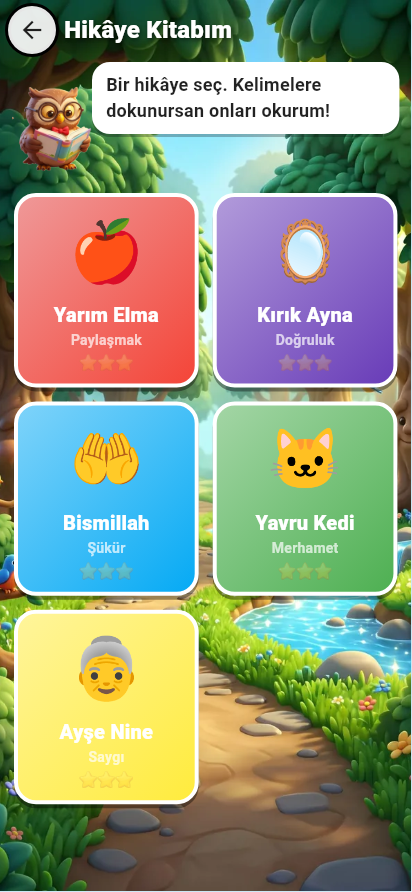 Hikâye Kitabım
Bir hikâye seç. Kelimelere
dokunursan onları okurum!
Yarım Elma
Paylaşmak
Kırık Ayna
Doğruluk
Bismillah
Şükür
Yavru Kedi
Merhamet
Ayşe Nine
Saygı